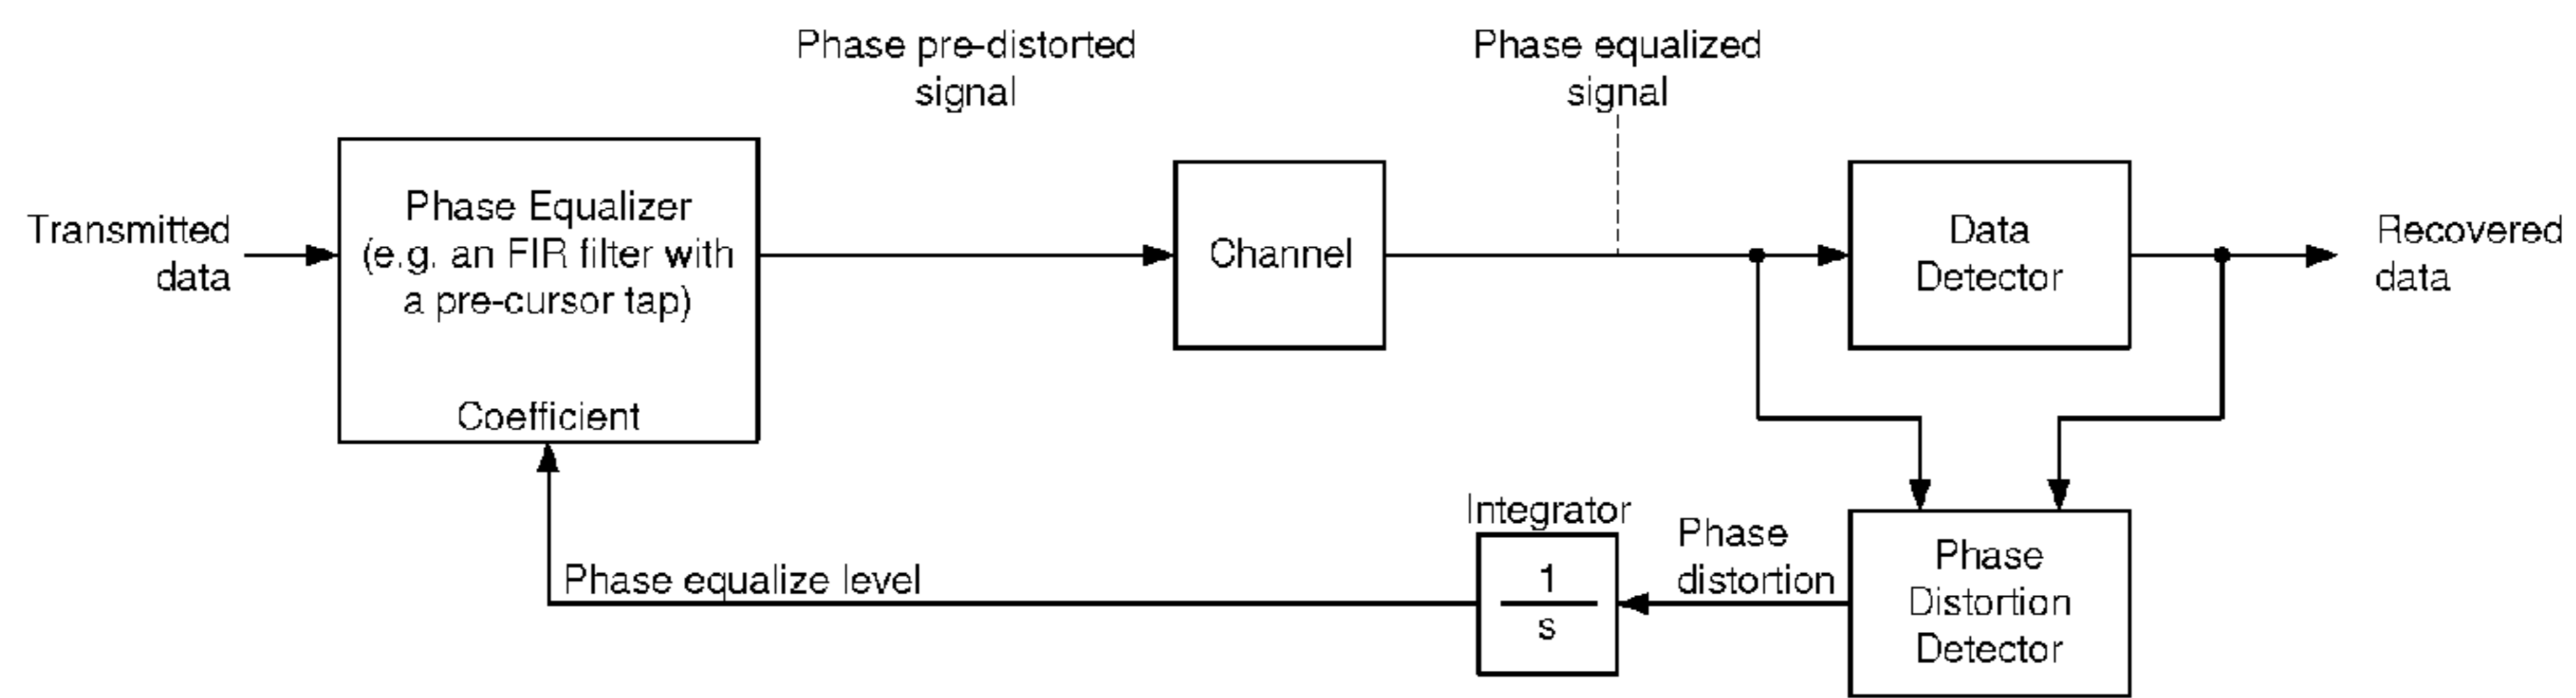 Phase pre-distorted
signal
Phase equalized
signal
Transmitted
data
Phase Equalizer
(e.g. an FIR filter with
a pre-cursor tap)
Coefficient
Channel
Data
Detector
Recovered
data
Phase equalize level
Integrator
1
s
Phase
distortion
Phase
Distortion
Detector